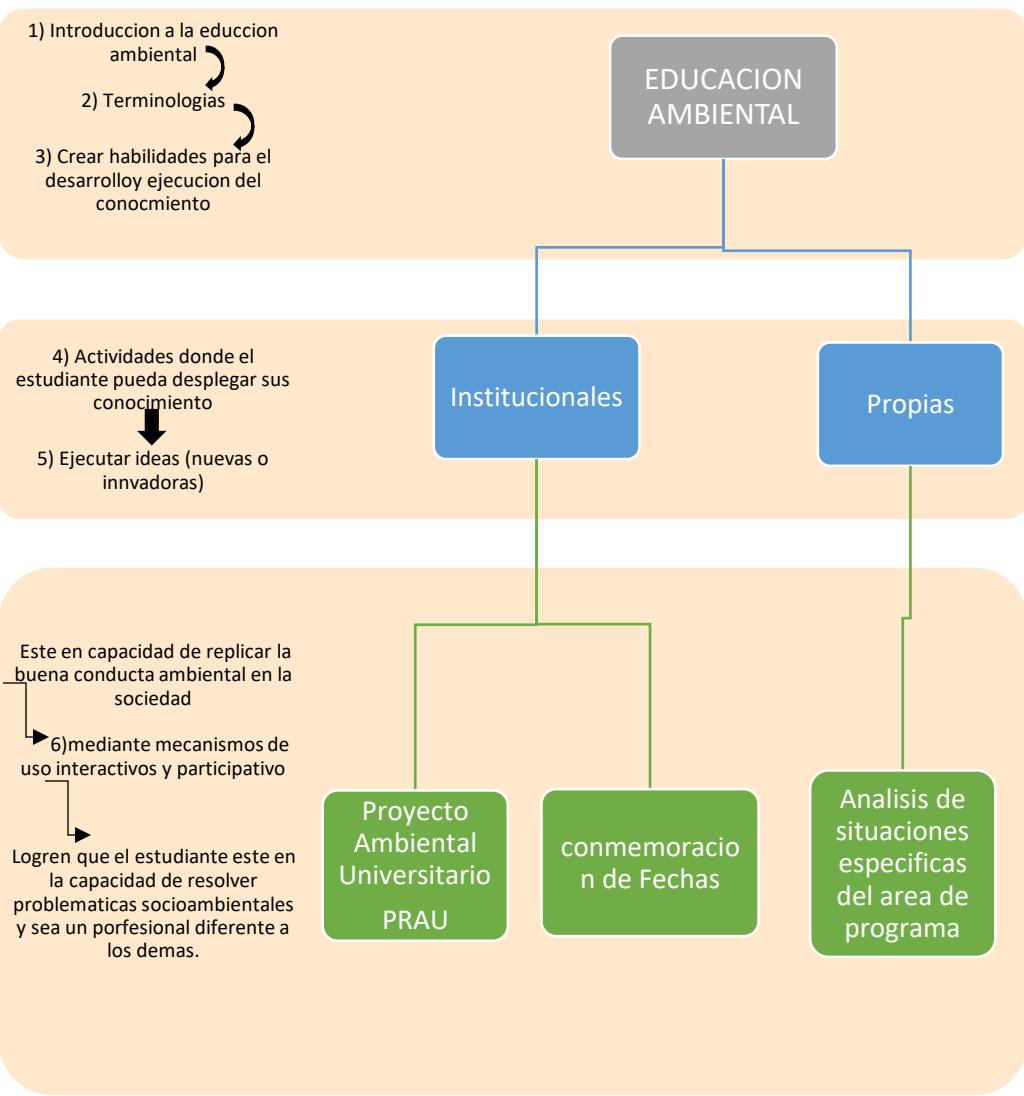 1) Introduccion a la educcion
ambiental
2) Terminologias
3) Crear habilidades para el
desarrolloy ejecucion del
conocmiento
EDUCACION
AMBIENTAL
4) Actividades donde el
estudiante pueda desplegar sus
conocimiento
5) Ejecutar ideas (nuevas o
innvadoras)
Institucionales
Propias
Este en capacidad de replicar la
buena conducta ambiental en la
sociedad
6)mediante mecanismos de
uso interactivos y participativo
Logren que el estudiante este en
la capacidad de resolver
problematicas socioambientales
y sea un porfesional diferente a
los demas.
Proyecto
Ambiental
Universitario
PRAU
conmemoracio
n de Fechas
Analisis de
situaciones
especificas
del area de
programa